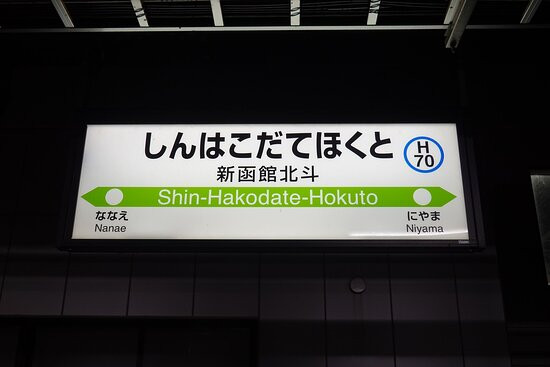 しんはこだてほくと
H
70
新函館北斗
Shin-Hakodate-Hokuto
ななえ
Nanae
にやま
Niyama